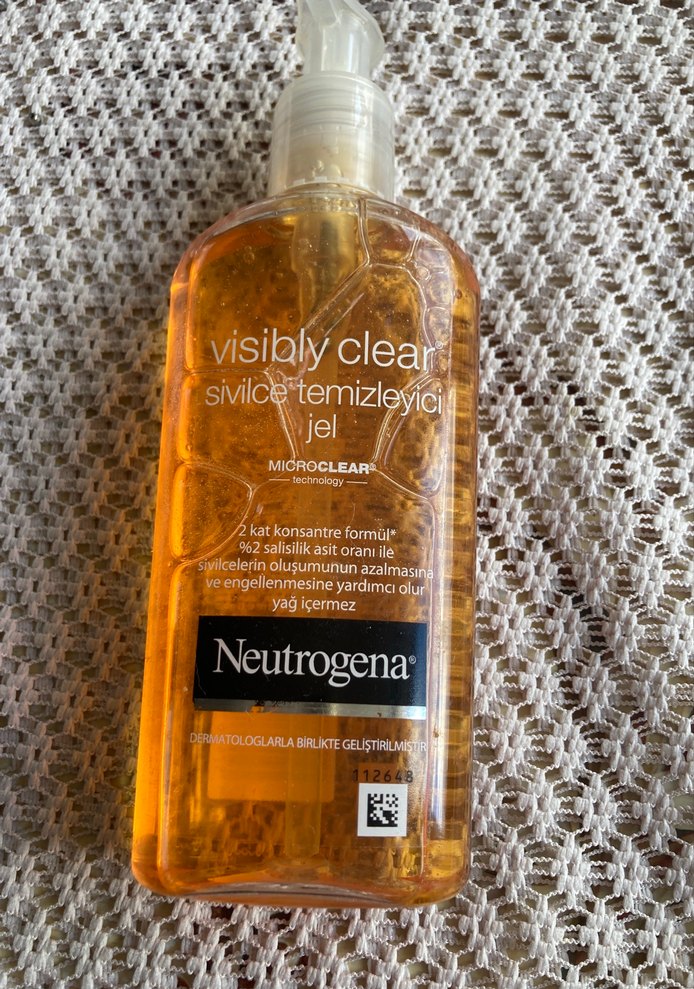 visibly clear®
sivilce temizleyici
jel
MICROCLEAR®
technology
2 kat konsantre formül*
%2 salisilik asit oranı ile
sivilcelerin oluşumunun azalmasına
ve engellenmesine yardımcı olur
yağ içermez
Neutrogena®
DERMATOLOGLARLA BİRLİKTE GELİŞTİRİLMİŞTİR
112648